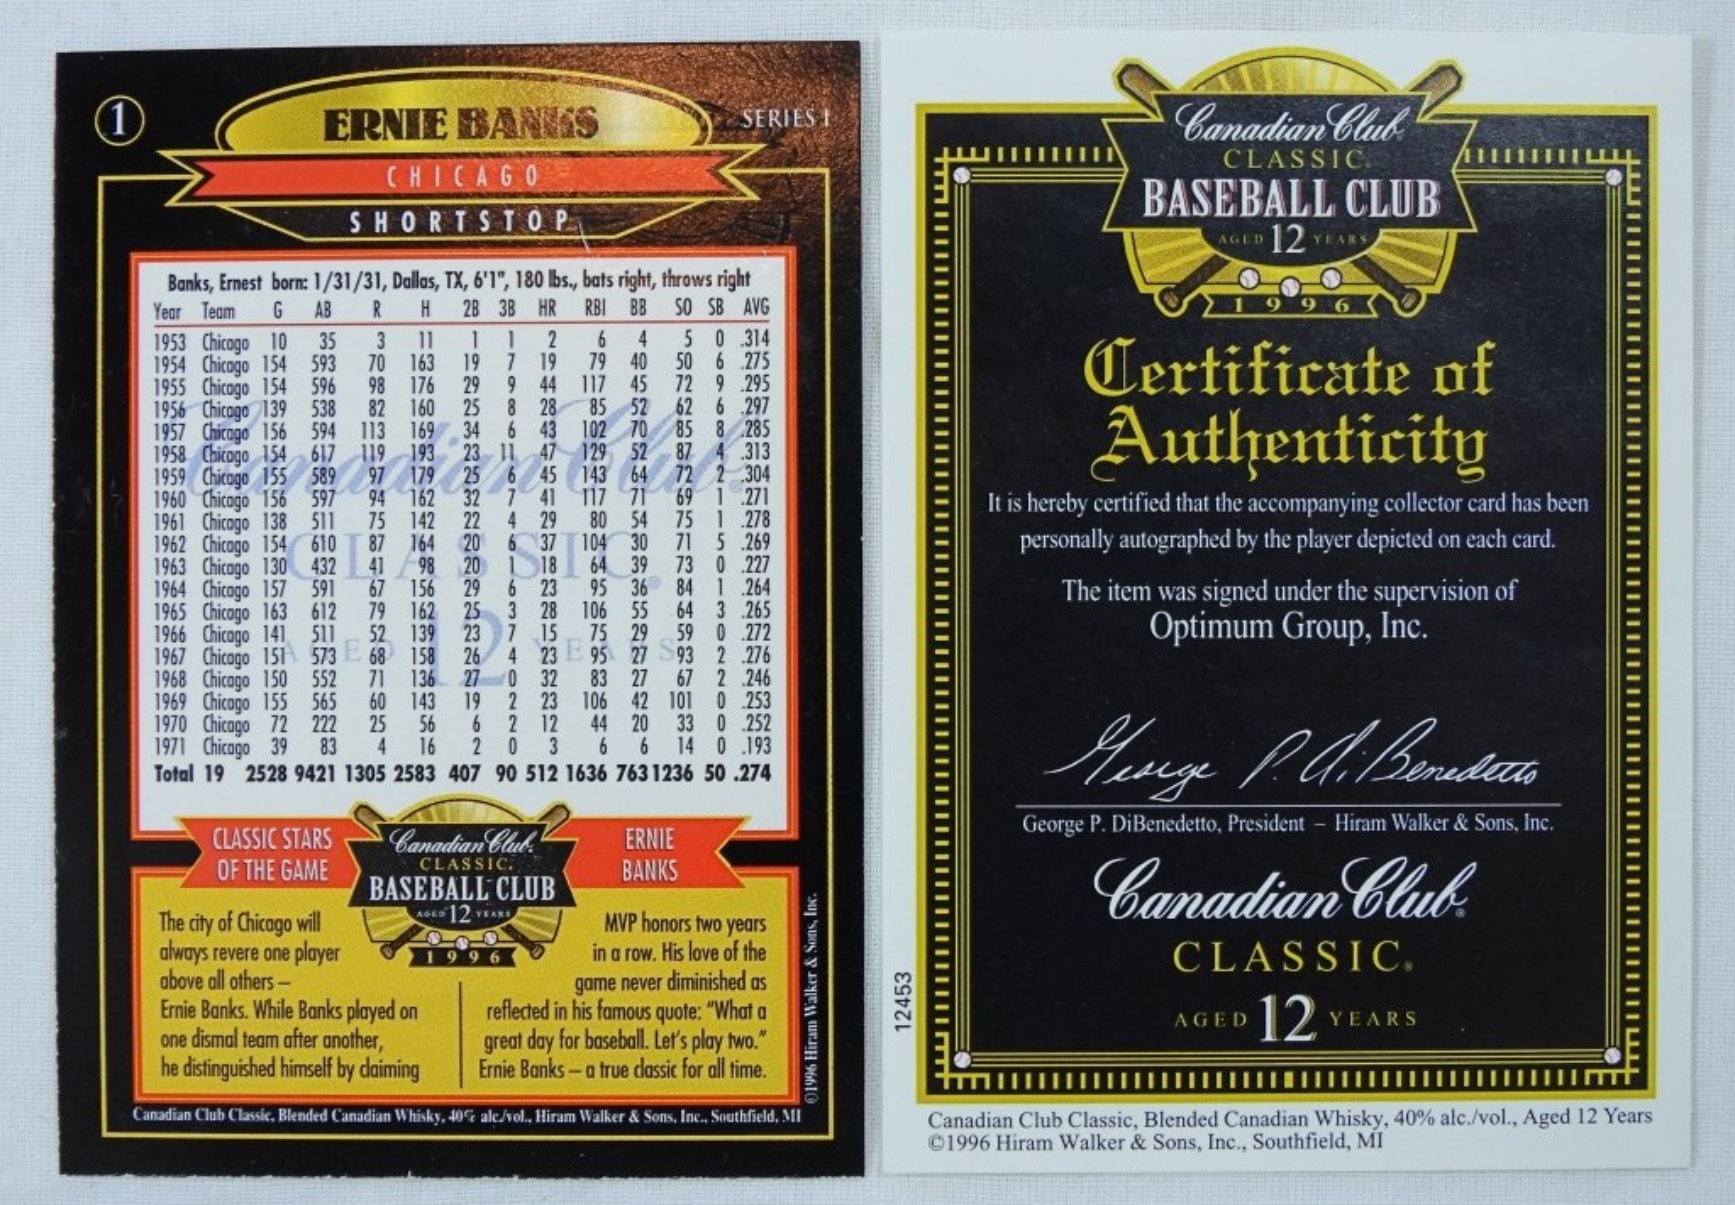 1
ERNIE BANKS
SERIES 1
CHICAGO
SHORTSTOP
Banks, Ernest born: 1/31/31, Dallas, TX, 6'1", 180 lbs., bats right, throws right
Year Team G AB R H 2B 3B HR RBI BB SO SB AVG
1953 Chicago 10 35 3 11 1 1 2 6 4 5 0 .314
1954 Chicago 154 593 70 163 19 7 19 79 40 50 6 .275
1955 Chicago 154 596 98 176 29 9 44 117 45 72 9 .295
1956 Chicago 139 538 82 160 25 8 28 85 52 62 6 .297
1957 Chicago 156 594 113 169 34 6 43 102 70 85 8 .285
1958 Chicago 154 617 119 193 23 11 47 129 52 87 4 .313
1959 Chicago 155 589 97 179 25 6 45 143 64 72 2 .304
1960 Chicago 156 597 94 162 32 7 41 117 71 69 1 .271
1961 Chicago 138 511 75 142 22 4 29 80 54 75 1 .278
1962 Chicago 154 610 87 164 20 6 37 104 30 71 5 .269
1963 Chicago 130 432 41 98 20 1 18 64 39 73 0 .227
1964 Chicago 157 591 67 156 29 6 23 95 36 84 1 .264
1965 Chicago 163 612 79 162 25 3 28 106 55 64 3 .265
1966 Chicago 141 511 52 139 23 7 15 75 29 59 0 .272
1967 Chicago 151 573 68 158 26 4 23 95 27 93 2 .276
1968 Chicago 150 552 71 136 27 0 32 83 27 67 2 .246
1969 Chicago 155 565 60 143 19 2 23 106 42 101 0 .253
1970 Chicago 72 222 25 56 6 2 12 44 20 33 0 .252
1971 Chicago 39 83 4 16 2 0 3 6 6 14 0 .193
Total 19 2528 9421 1305 2583 407 90 512 1636 763 1236 50 .274
Canadian Club®
CLASSIC®
AGED 12 YEARS
CLASSIC STARS
OF THE GAME
Canadian Club®
CLASSIC®
BASEBALL CLUB
AGED 12 YEARS
1996
ERNIE
BANKS
The city of Chicago will
always revere one player
above all others –
Ernie Banks. While Banks played on
one dismal team after another,
he distinguished himself by claiming
MVP honors two years
in a row. His love of the
game never diminished as
reflected in his famous quote: "What a
great day for baseball. Let's play two."
Ernie Banks – a true classic for all time.
©1996 Hiram Walker & Sons, Inc.
Canadian Club Classic, Blended Canadian Whisky, 40% alc./vol., Hiram Walker & Sons, Inc., Southfield, MI
Canadian Club®
CLASSIC®
BASEBALL CLUB
AGED 12 YEARS
1996
Certificate of
Authenticity
It is hereby certified that the accompanying collector card has been
personally autographed by the player depicted on each card.
The item was signed under the supervision of
Optimum Group, Inc.
George P. DiBenedetto
George P. DiBenedetto, President – Hiram Walker & Sons, Inc.
Canadian Club®
CLASSIC®
AGED 12 YEARS
12453
Canadian Club Classic, Blended Canadian Whisky, 40% alc./vol., Aged 12 Years
©1996 Hiram Walker & Sons, Inc., Southfield, MI